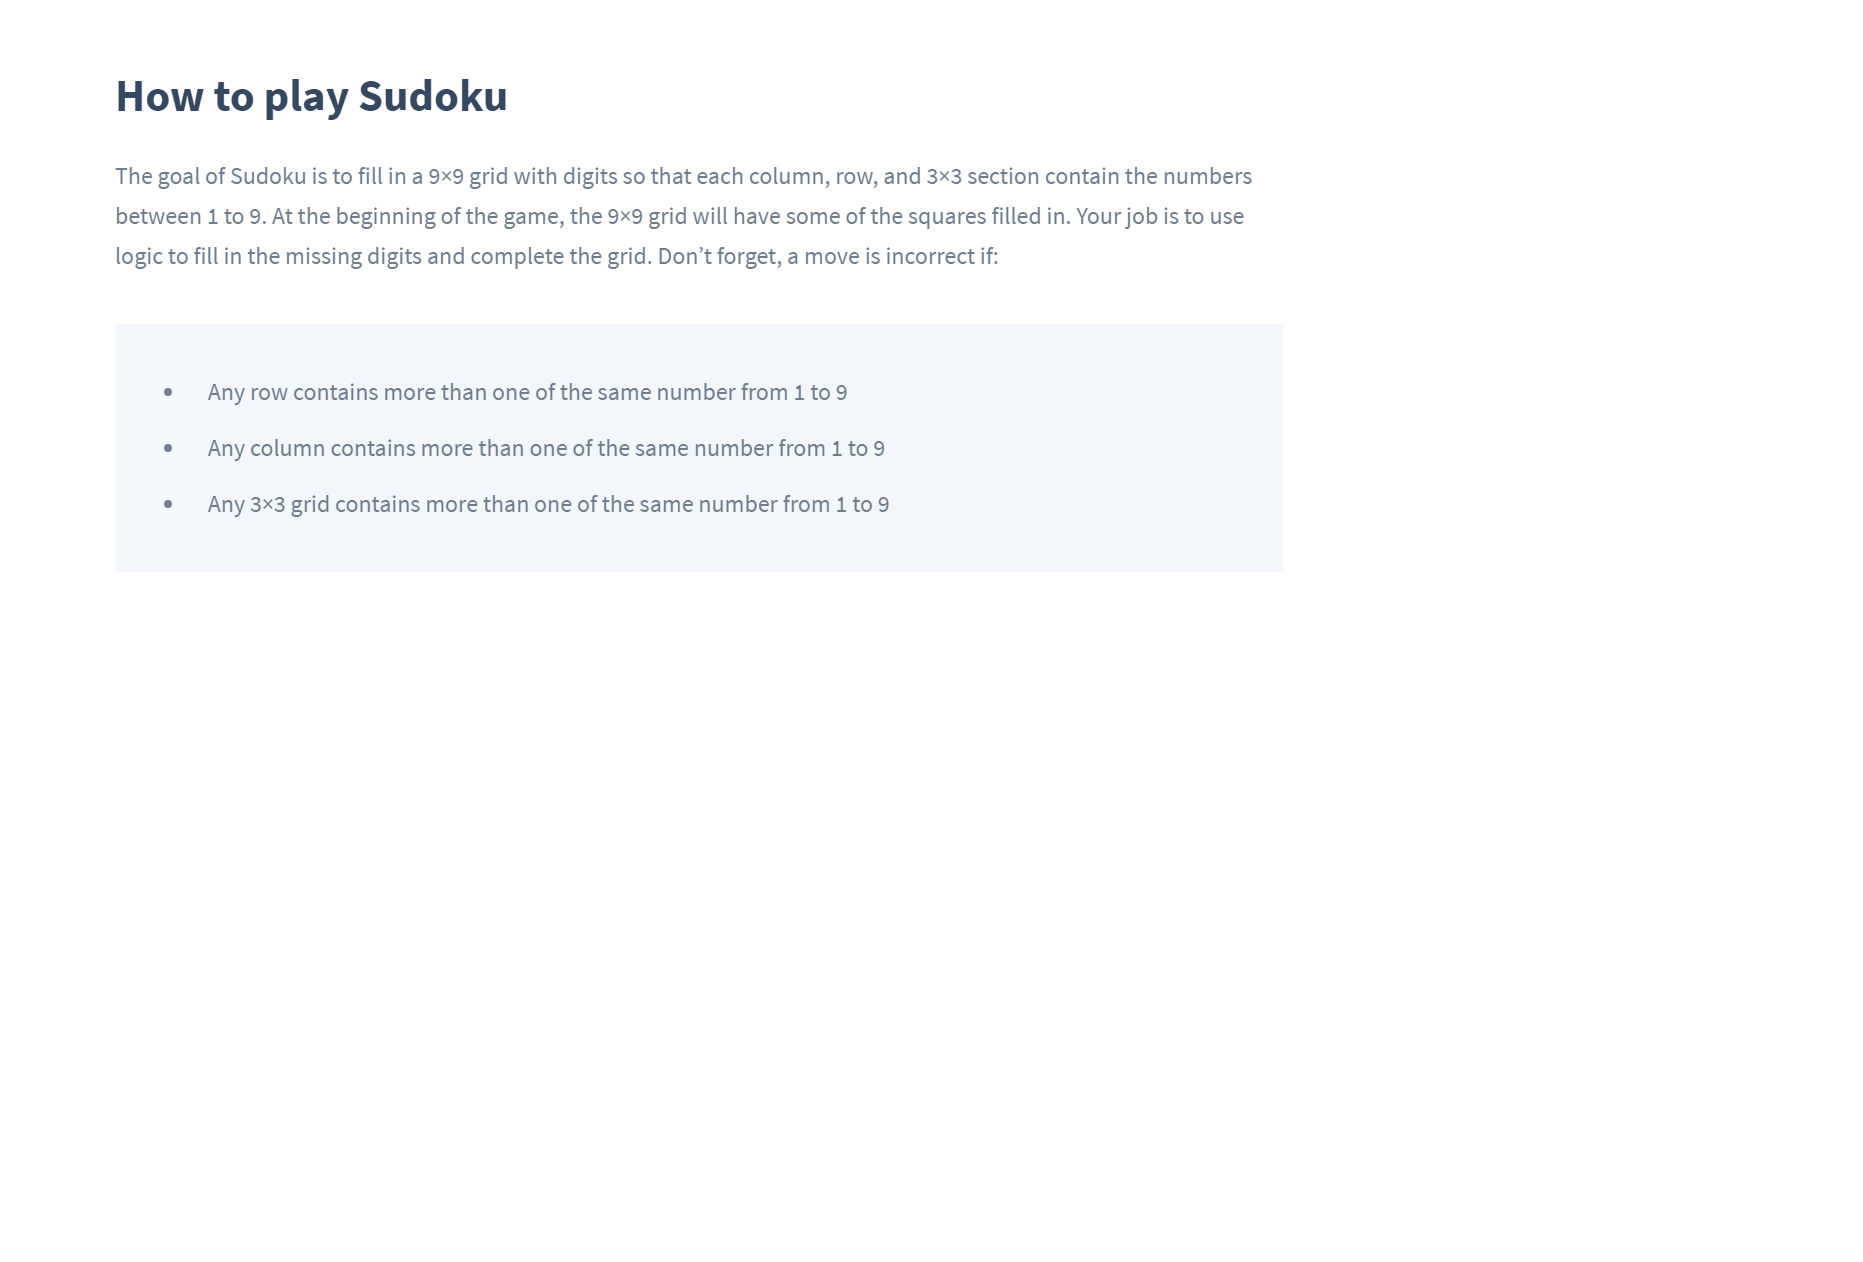 How to play Sudoku
The goal of Sudoku is to fill in a 9×9 grid with digits so that each column, row, and 3×3 section contain the numbers
between 1 to 9. At the beginning of the game, the 9×9 grid will have some of the squares filled in. Your job is to use
logic to fill in the missing digits and complete the grid. Don’t forget, a move is incorrect if:
• Any row contains more than one of the same number from 1 to 9
• Any column contains more than one of the same number from 1 to 9
• Any 3×3 grid contains more than one of the same number from 1 to 9